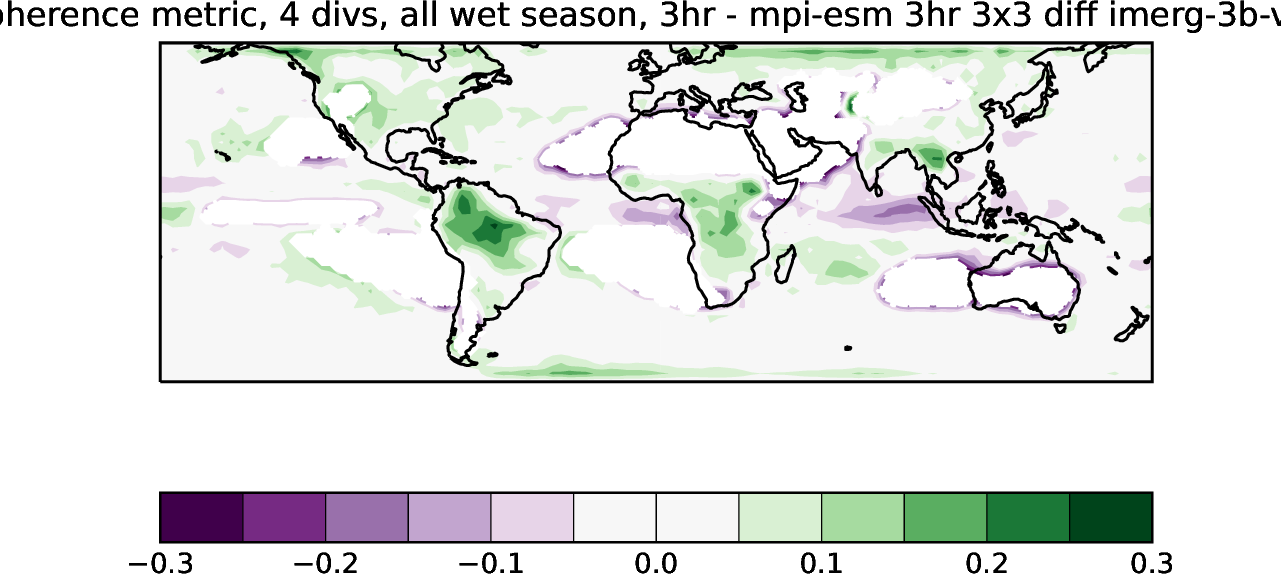 oherence metric, 4 divs, all wet season, 3hr - mpi-esm 3hr 3x3 diff imerg-3b-v
−0.3 −0.2 −0.1 0.0 0.1 0.2 0.3